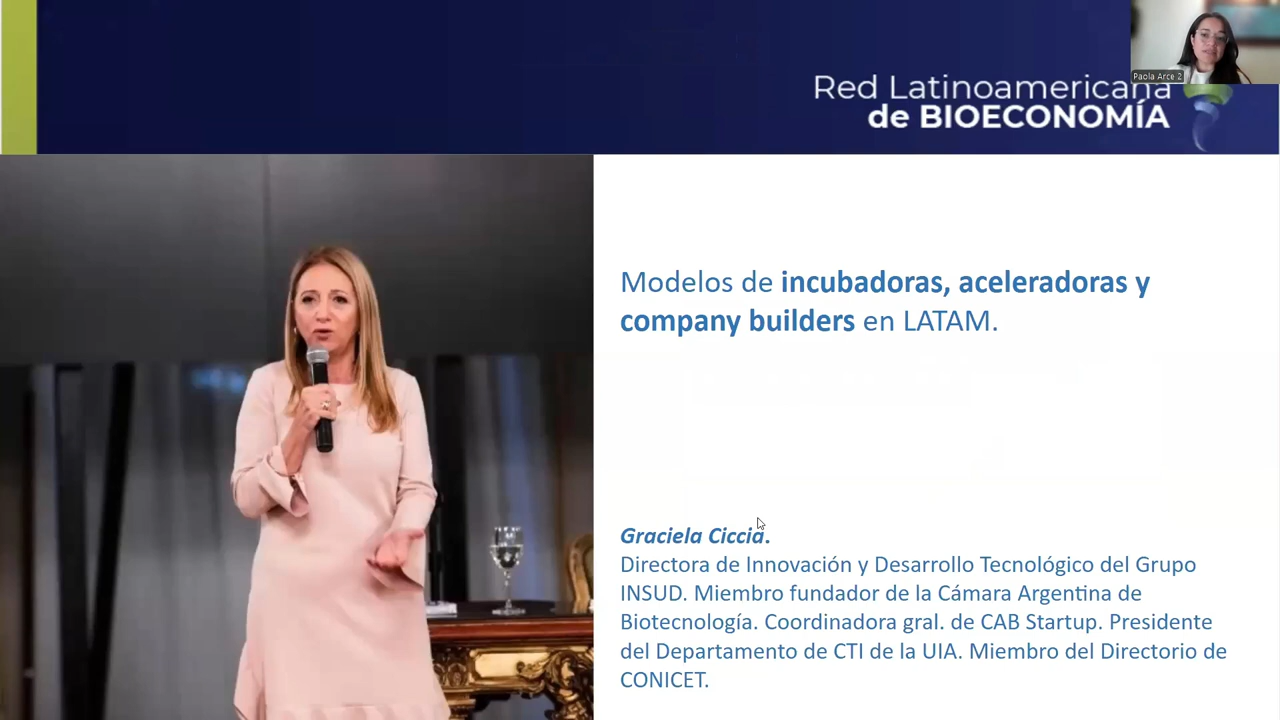 Paola Arce 2
Red Latinoamericana
de BIOECONOMÍA
Modelos de incubadoras, aceleradoras y
company builders en LATAM.
Graciela Ciccia.
Directora de Innovación y Desarrollo Tecnológico del Grupo
INSUD. Miembro fundador de la Cámara Argentina de
Biotecnología. Coordinadora gral. de CAB Startup. Presidente
del Departamento de CTI de la UIA. Miembro del Directorio de
CONICET.